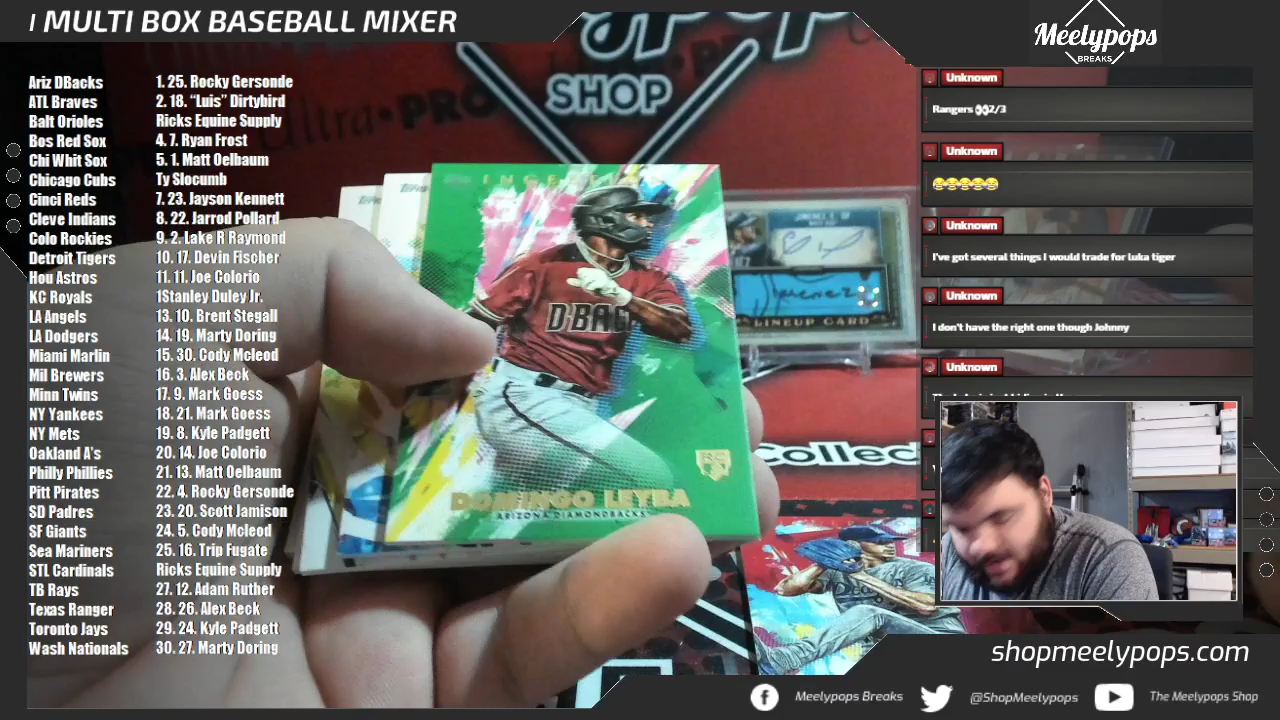 MULTI BOX BASEBALL MIXER
Meelypops
BREAKS
Ariz DBacks 1. 25. Rocky Gersonde
ATL Braves 2. 18. “Luis” Dirtybird
Balt Orioles Ricks Equine Supply
Bos Red Sox 4. 7. Ryan Frost
Chi Whit Sox 5. 1. Matt Oelbaum
Chicago Cubs Ty Slocumb
Cinci Reds 7. 23. Jayson Kennett
Cleve Indians 8. 22. Jarrod Pollard
Colo Rockies 9. 2. Lake R Raymond
Detroit Tigers 10. 17. Devin Fischer
Hou Astros 11. 11. Joe Colorio
KC Royals 1Stanley Duley Jr.
LA Angels 13. 10. Brent Stegall
LA Dodgers 14. 19. Marty Doring
Miami Marlin 15. 30. Cody Mcleod
Mil Brewers 16. 3. Alex Beck
Minn Twins 17. 9. Mark Goess
NY Yankees 18. 21. Mark Goess
NY Mets 19. 8. Kyle Padgett
Oakland A's 20. 14. Joe Colorio
Philly Phillies 21. 13. Matt Oelbaum
Pitt Pirates 22. 4. Rocky Gersonde
SD Padres 23. 20. Scott Jamison
SF Giants 24. 5. Cody Mcleod
Sea Mariners 25. 16. Trip Fugate
STL Cardinals Ricks Equine Supply
TB Rays 27. 12. Adam Ruther
Texas Ranger 28. 26. Alex Beck
Toronto Jays 29. 24. Kyle Padgett
Wash Nationals 30. 27. Marty Doring
SHOP
PRO
LINEUP CARD
DOMINGO LEYBA
ARIZONA DIAMONDBACKS
RC
Unknown
Rangers 👀2/3
Unknown
😂😂😂😂😂
Unknown
I've got several things I would trade for luka tiger
Unknown
I don't have the right one though Johnny
Unknown
shopmeelypops.com
Meelypops Breaks
@ShopMeelypops
The Meelypops Shop